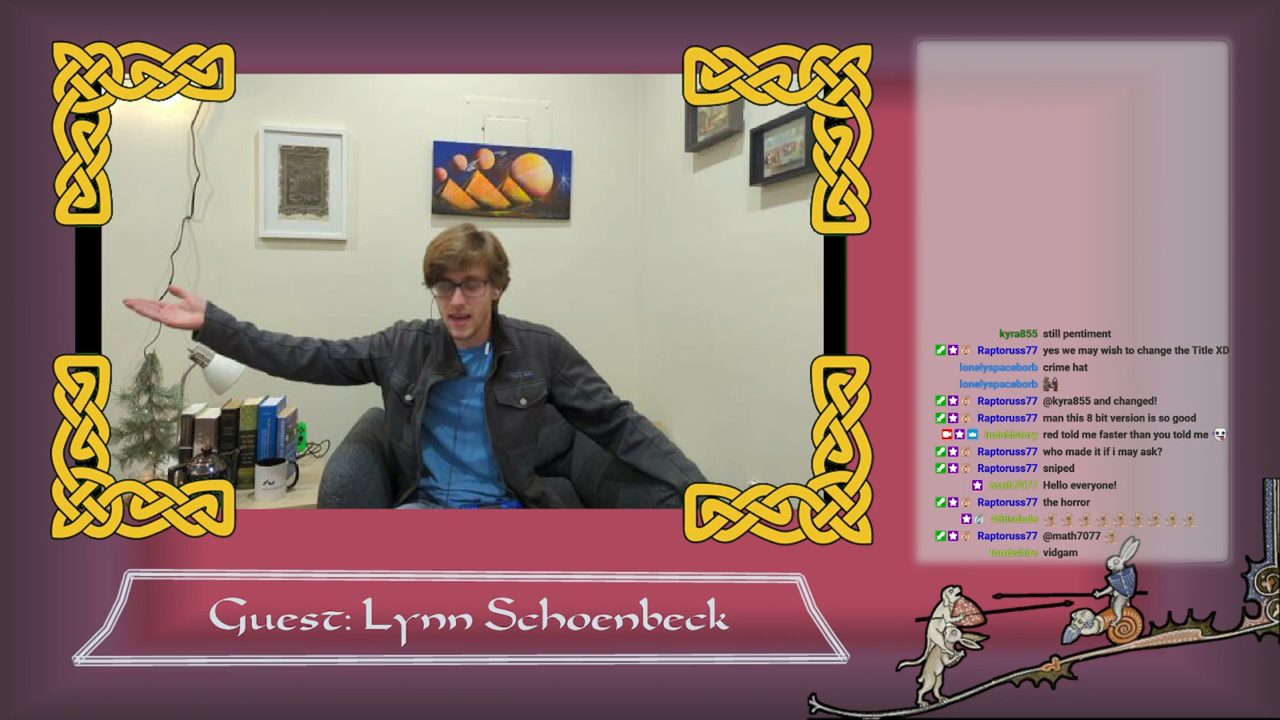 kyra855 still pentiment
Raptoruss77 yes we may wish to change the Title XD
lonelyspaceborb crime hat
lonelyspaceborb
Raptoruss77 @kyra855 and changed!
Raptoruss77 man this 8 bit version is so good
red told me faster than you told me
Raptoruss77 who made it if i may ask?
Raptoruss77 sniped
math7077 Hello everyone!
Raptoruss77 the horror
Raptoruss77 @math7077
tombshire vidgam
Guest: Lynn Schoenbeck